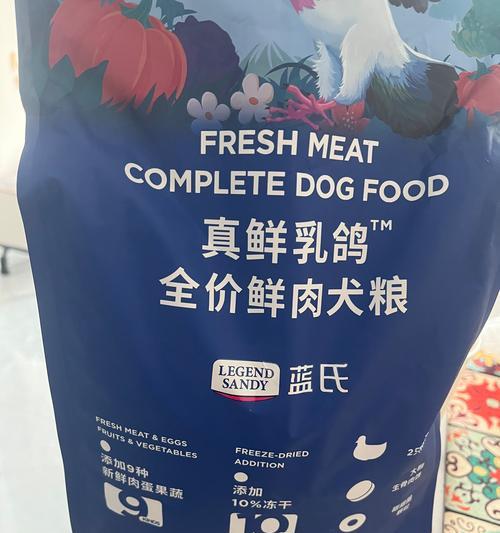 FRESH MEAT
COMPLETE DOG FOOD
真鲜乳鸽™
全价鲜肉犬粮
LEGEND
SANDY
蓝氏
FRESH MEAT & EGGS
FRUITS & VEGETABLES
添加9种
新鲜肉蛋果蔬
9
KINDS
FREEZE-DRIED
ADDITION
添加
10%冻干